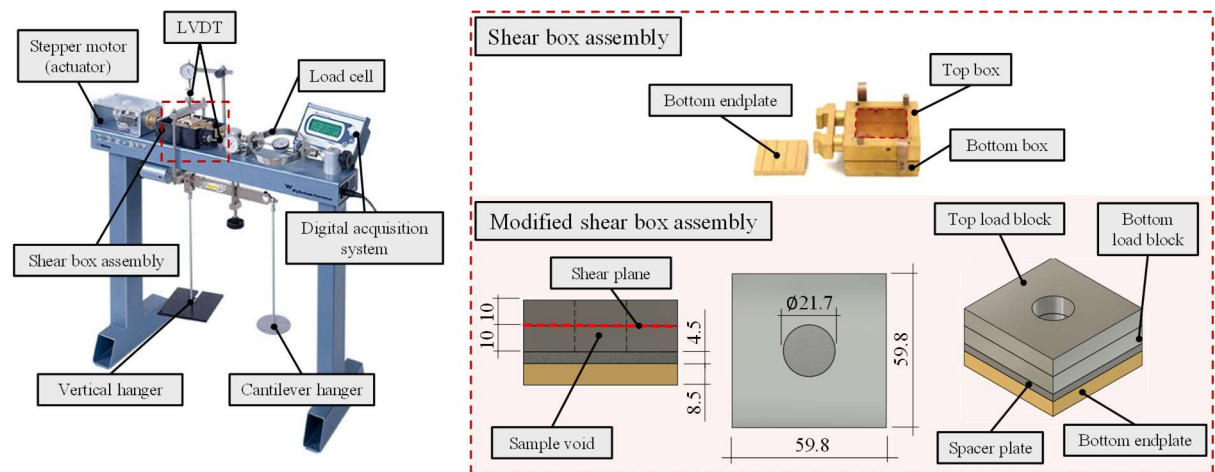 LVDT
Stepper motor
(actuator)
Load cell
Digital acquisition
system
Shear box assembly
Vertical hanger
Cantilever hanger
Shear box assembly
Top box
Bottom endplate
Bottom box
Modified shear box assembly
Top load block
Bottom
load block
Shear plane
10
10
4.5
8.5
Sample void
Ø21.7
59.8
59.8
Spacer plate
Bottom endplate